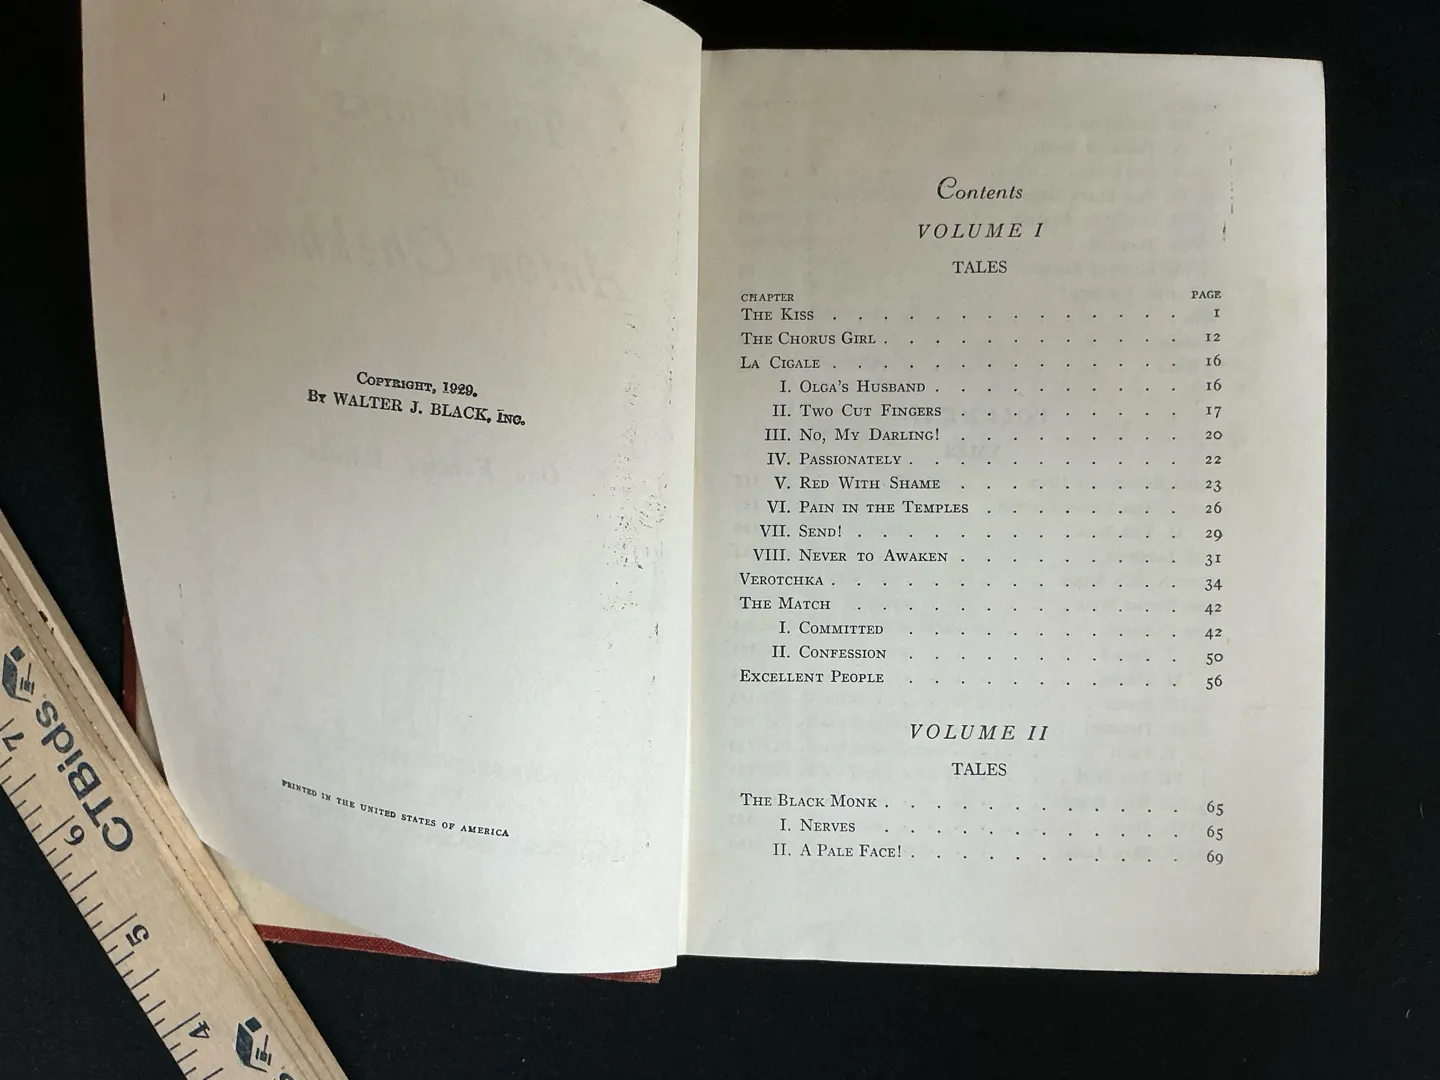 COPYRIGHT, 1929.
BY WALTER J. BLACK, INC.
PRINTED IN THE UNITED STATES OF AMERICA
Contents
VOLUME I
TALES
CHAPTER PAGE
THE KISS . . . . . . . . . . . . . . 1
THE CHORUS GIRL . . . . . . . . . . . . 12
LA CIGALE . . . . . . . . . . . . . . 16
I. OLGA'S HUSBAND . . . . . . . . . . 16
II. TWO CUT FINGERS . . . . . . . . . 17
III. NO, MY DARLING! . . . . . . . . . 20
IV. PASSIONATELY . . . . . . . . . . . 22
V. RED WITH SHAME . . . . . . . . . 23
VI. PAIN IN THE TEMPLES . . . . . . . . 26
VII. SEND! . . . . . . . . . . . . . 29
VIII. NEVER TO AWAKEN . . . . . . . . . 31
VEROTCHKA . . . . . . . . . . . . . . 34
THE MATCH . . . . . . . . . . . . . 42
I. COMMITTED . . . . . . . . . . . 42
II. CONFESSION . . . . . . . . . . . 50
EXCELLENT PEOPLE . . . . . . . . . . . 56
VOLUME II
TALES
THE BLACK MONK . . . . . . . . . . . . 65
I. NERVES . . . . . . . . . . . . 65
II. A PALE FACE! . . . . . . . . . . . 69
7
CTBids
6
5
4